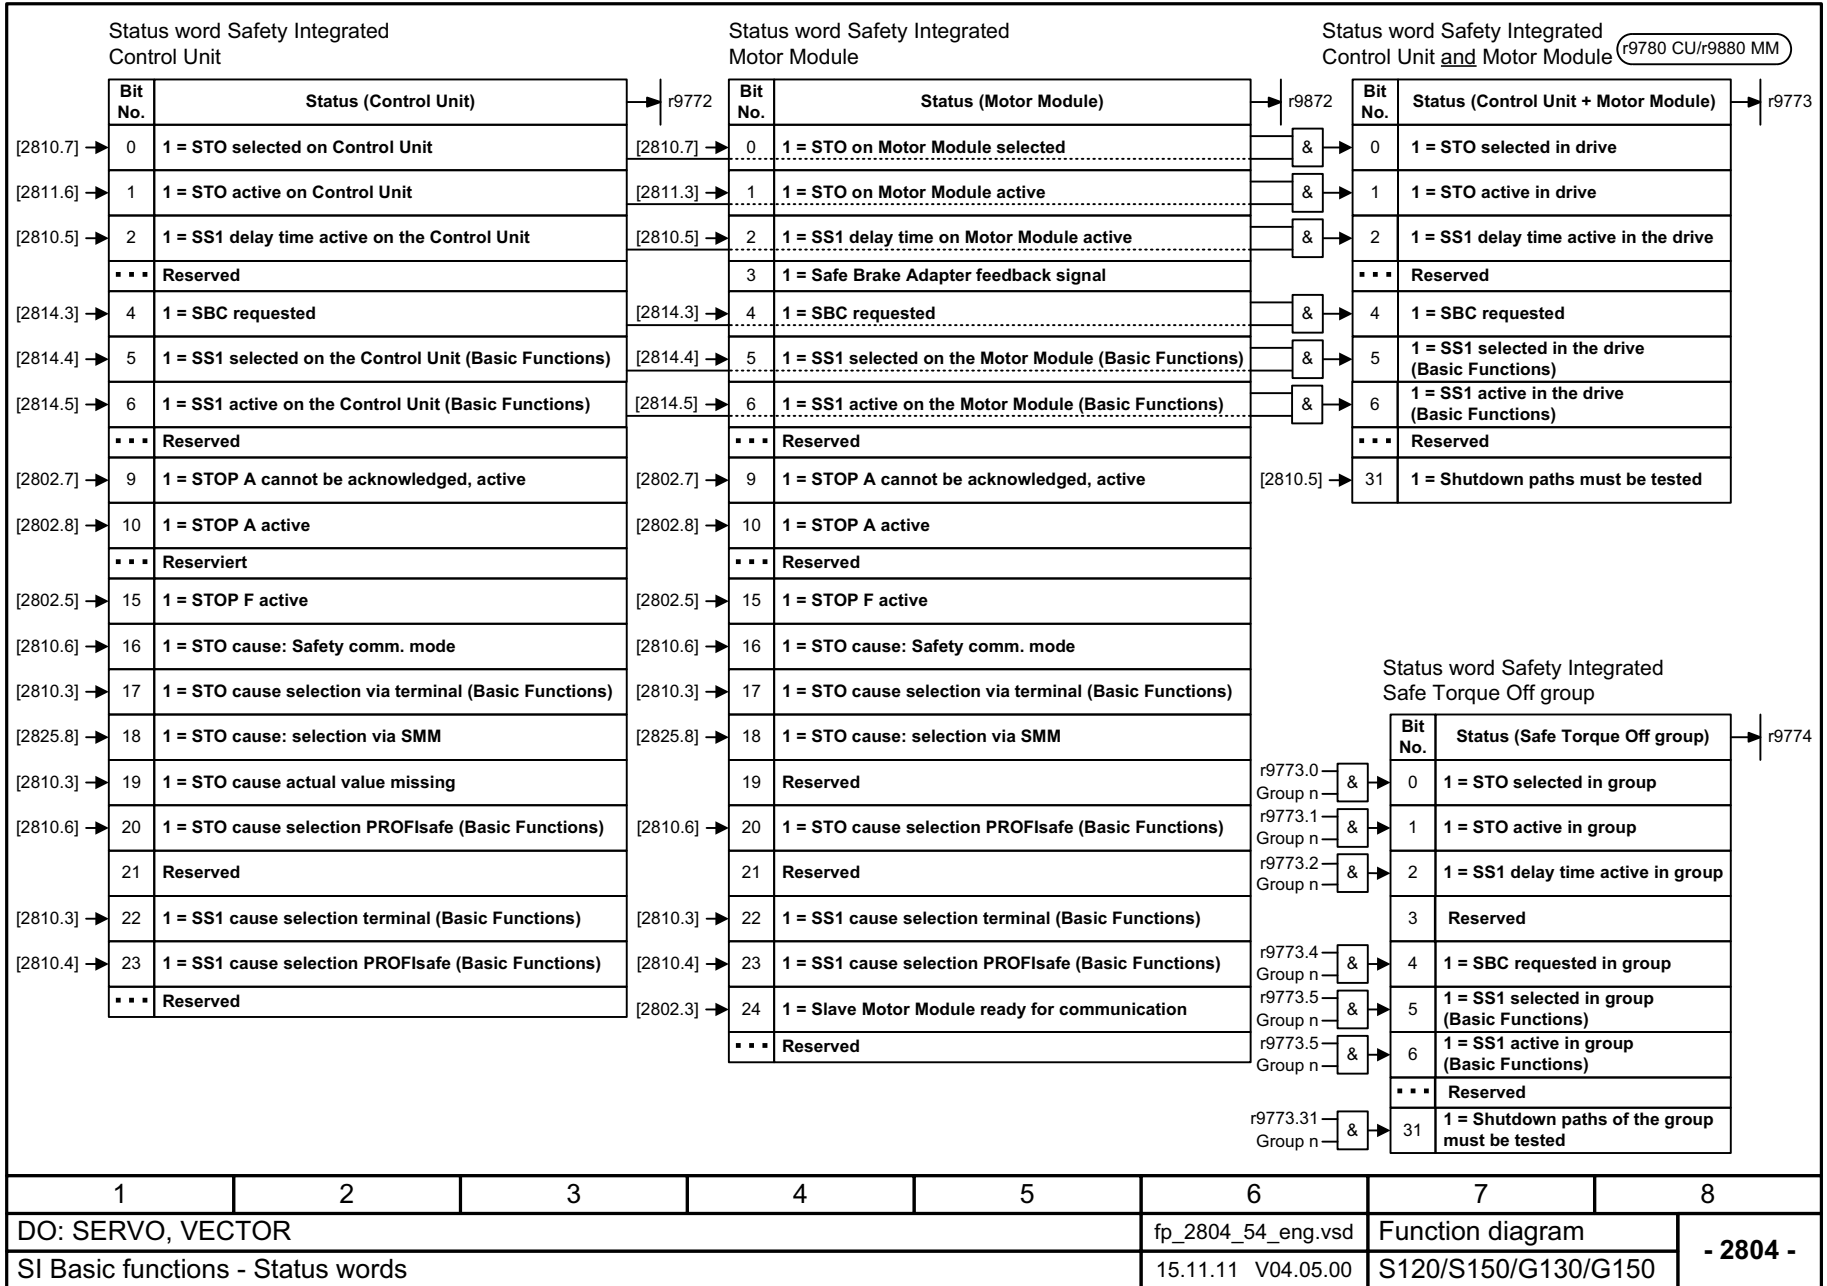 Status word Safety Integrated
Control Unit
Bit No. Status (Control Unit) r9772
[2810.7] 0 1 = STO selected on Control Unit
[2811.6] 1 1 = STO active on Control Unit
[2810.5] 2 1 = SS1 delay time active on the Control Unit
... Reserved
[2814.3] 4 1 = SBC requested
[2814.4] 5 1 = SS1 selected on the Control Unit (Basic Functions)
[2814.5] 6 1 = SS1 active on the Control Unit (Basic Functions)
... Reserved
[2802.7] 9 1 = STOP A cannot be acknowledged, active
[2802.8] 10 1 = STOP A active
... Reserviert
[2802.5] 15 1 = STOP F active
[2810.6] 16 1 = STO cause: Safety comm. mode
[2810.3] 17 1 = STO cause selection via terminal (Basic Functions)
[2825.8] 18 1 = STO cause: selection via SMM
[2810.3] 19 1 = STO cause actual value missing
[2810.6] 20 1 = STO cause selection PROFIsafe (Basic Functions)
21 Reserved
[2810.3] 22 1 = SS1 cause selection terminal (Basic Functions)
[2810.4] 23 1 = SS1 cause selection PROFIsafe (Basic Functions)
... Reserved
Status word Safety Integrated
Motor Module
Bit No. Status (Motor Module) r9872
[2810.7] 0 1 = STO on Motor Module selected
[2811.3] 1 1 = STO on Motor Module active
[2810.5] 2 1 = SS1 delay time on Motor Module active
3 1 = Safe Brake Adapter feedback signal
[2814.3] 4 1 = SBC requested
[2814.4] 5 1 = SS1 selected on the Motor Module (Basic Functions)
[2814.5] 6 1 = SS1 active on the Motor Module (Basic Functions)
... Reserved
[2802.7] 9 1 = STOP A cannot be acknowledged, active
[2802.8] 10 1 = STOP A active
... Reserved
[2802.5] 15 1 = STOP F active
[2810.6] 16 1 = STO cause: Safety comm. mode
[2810.3] 17 1 = STO cause selection via terminal (Basic Functions)
[2825.8] 18 1 = STO cause: selection via SMM
19 Reserved
[2810.6] 20 1 = STO cause selection PROFIsafe (Basic Functions)
21 Reserved
[2810.3] 22 1 = SS1 cause selection terminal (Basic Functions)
[2810.4] 23 1 = SS1 cause selection PROFIsafe (Basic Functions)
[2802.3] 24 1 = Slave Motor Module ready for communication
... Reserved
Status word Safety Integrated
Control Unit and Motor Module r9780 CU/r9880 MM
Bit No. Status (Control Unit + Motor Module) r9773
& 0 1 = STO selected in drive
& 1 1 = STO active in drive
& 2 1 = SS1 delay time active in the drive
... Reserved
& 4 1 = SBC requested
& 5 1 = SS1 selected in the drive
(Basic Functions)
& 6 1 = SS1 active in the drive
(Basic Functions)
... Reserved
[2810.5] 31 1 = Shutdown paths must be tested
Status word Safety Integrated
Safe Torque Off group
Bit No. Status (Safe Torque Off group) r9774
r9773.0
Group n & 0 1 = STO selected in group
r9773.1
Group n & 1 1 = STO active in group
r9773.2
Group n & 2 1 = SS1 delay time active in group
3 Reserved
r9773.4
Group n & 4 1 = SBC requested in group
r9773.5
Group n & 5 1 = SS1 selected in group
(Basic Functions)
r9773.5
Group n & 6 1 = SS1 active in group
(Basic Functions)
... Reserved
r9773.31
Group n & 31 1 = Shutdown paths of the group
must be tested
1 2 3 4 5 6 7 8
DO: SERVO, VECTOR fp_2804_54_eng.vsd Function diagram - 2804 -
SI Basic functions - Status words 15.11.11 V04.05.00 S120/S150/G130/G150